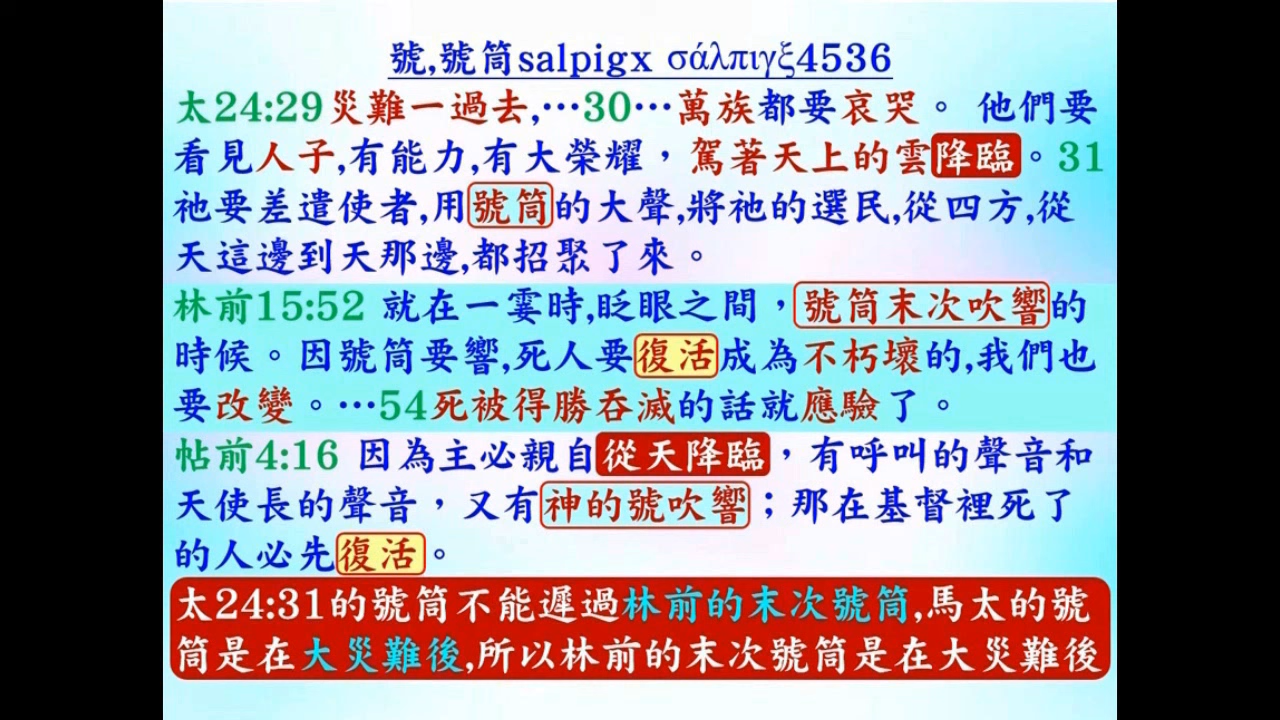 號,號筒salpigx σάλπιγξ4536
太24:29災難一過去,…30…萬族都要哀哭。 他們要
看見人子,有能力,有大榮耀，駕著天上的雲降臨。31
祂要差遣使者,用號筒的大聲,將祂的選民,從四方,從
天這邊到天那邊,都招聚了來。
林前15:52 就在一霎時,眨眼之間，號筒末次吹響的
時候。因號筒要響,死人要復活成為不朽壞的,我們也
要改變。…54死被得勝吞滅的話就應驗了。
帖前4:16 因為主必親自從天降臨，有呼叫的聲音和
天使長的聲音，又有神的號吹響；那在基督裡死了
的人必先復活。
太24:31的號筒不能遲過林前的末次號筒,馬太的號
筒是在大災難後,所以林前的末次號筒是在大災難後